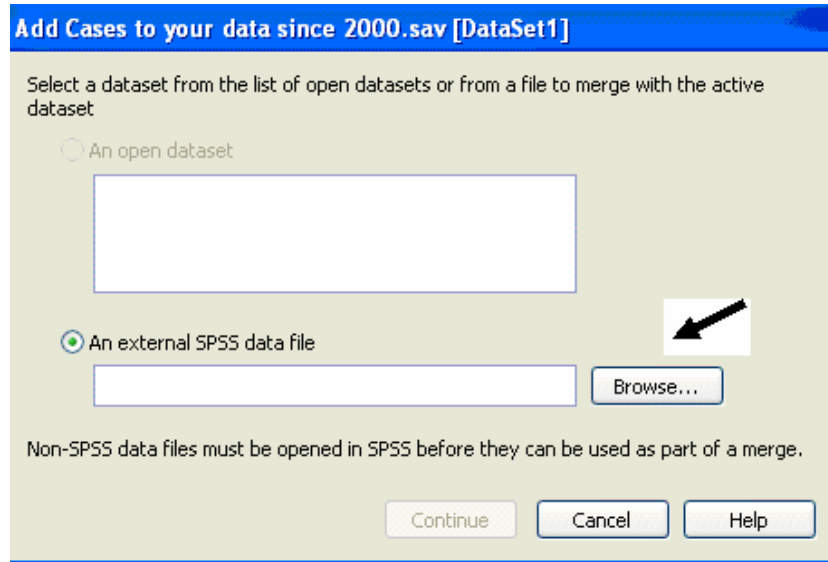 Add Cases to your data since 2000.sav [DataSet1]
Select a dataset from the list of open datasets or from a file to merge with the active
dataset
An open dataset
An external SPSS data file
Browse...
Non-SPSS data files must be opened in SPSS before they can be used as part of a merge.
Continue Cancel Help